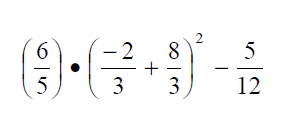 (6/5) • (-2/3 + 8/3)² - 5/12